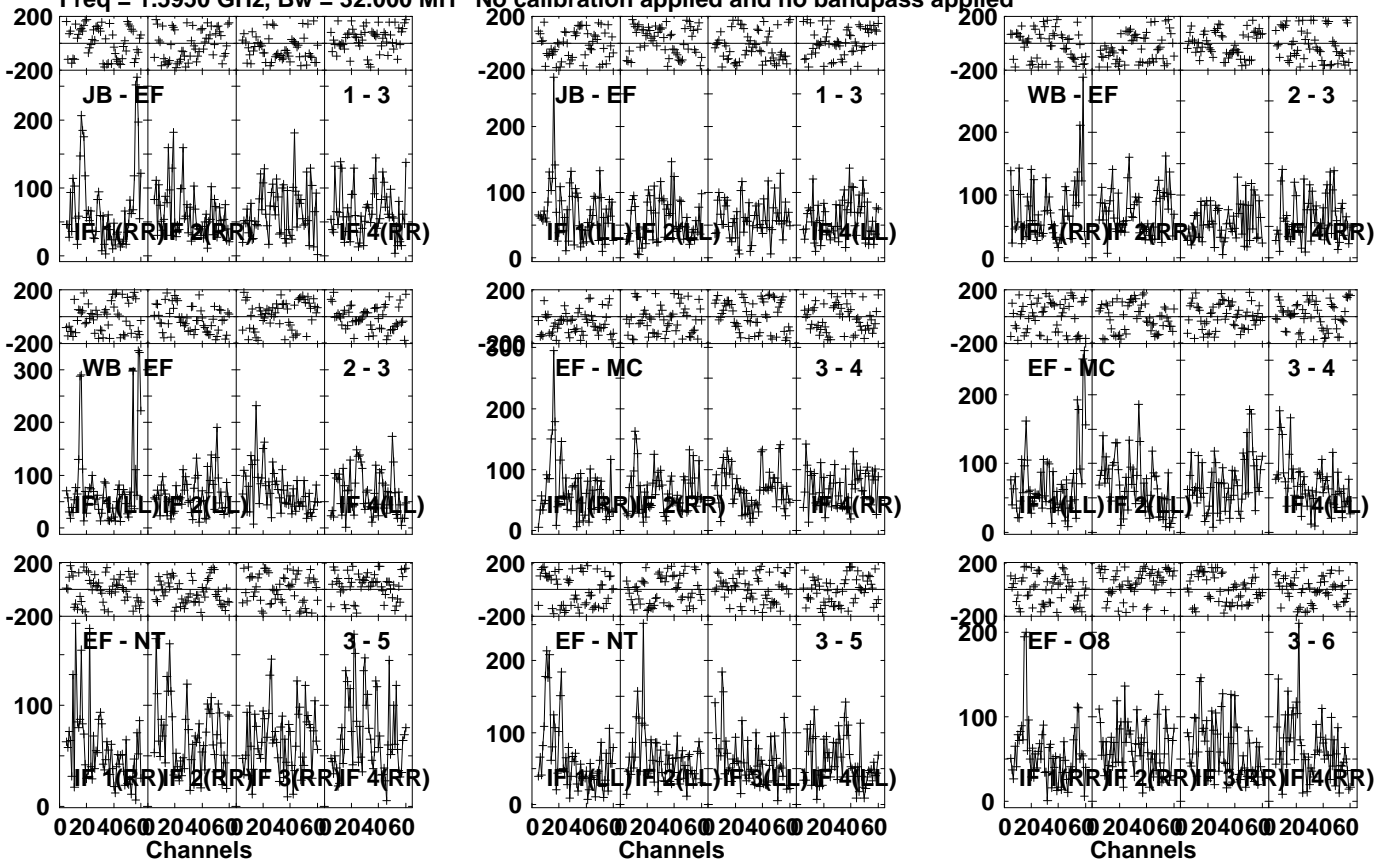 Freq = 1.5950 GHz, Bw = 32.000 MH No calibration applied and no bandpass applied
200
-200
JB - EF 1 - 3
200
100
0
IF 1(RR) IF 2(RR) IF 4(RR)
200
-200
JB - EF 1 - 3
200
100
0
IF 1(LL) IF 2(LL) IF 4(LL)
200
-200
WB - EF 2 - 3
200
100
0
IF 1(RR) IF 2(RR) IF 4(RR)
200
-200
WB - EF 2 - 3
300
200
100
0
IF 1(LL) IF 2(LL) IF 4(LL)
200
-200
EF - MC 3 - 4
300
200
100
0
IF 1(RR) IF 2(RR) IF 4(RR)
200
-200
EF - MC 3 - 4
200
100
0
IF 1(LL) IF 2(LL) IF 4(LL)
200
-200
EF - NT 3 - 5
100
0
IF 1(RR) IF 2(RR) IF 3(RR) IF 4(RR)
0 20 40 60 0 20 40 60 0 20 40 60 0 20 40 60
Channels
200
-200
EF - NT 3 - 5
200
100
0
IF 1(LL) IF 2(LL) IF 3(LL) IF 4(LL)
0 20 40 60 0 20 40 60 0 20 40 60 0 20 40 60
Channels
200
-200
EF - O8 3 - 6
200
100
0
IF 1(RR) IF 2(RR) IF 3(RR) IF 4(RR)
0 20 40 60 0 20 40 60 0 20 40 60 0 20 40 60
Channels